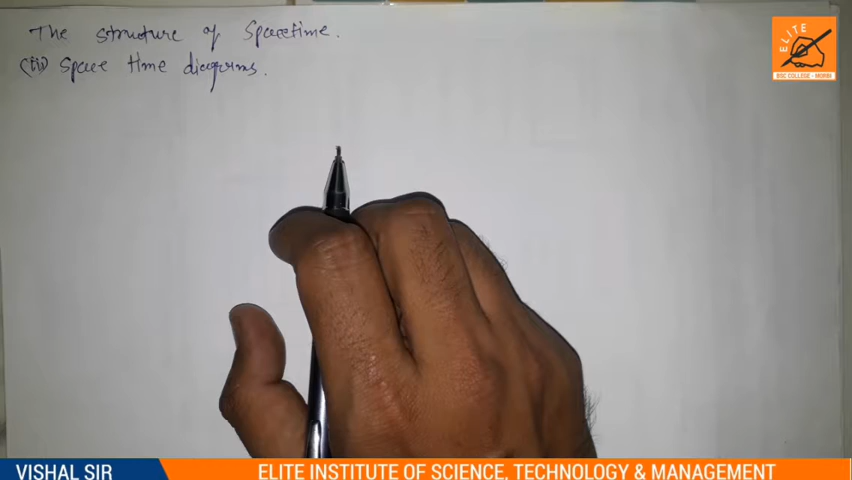 The structure of Spacetime.
(iii) Space time diagrams.
ELITE
BSC COLLEGE - MORBI
VISHAL SIR
ELITE INSTITUTE OF SCIENCE, TECHNOLOGY & MANAGEMENT